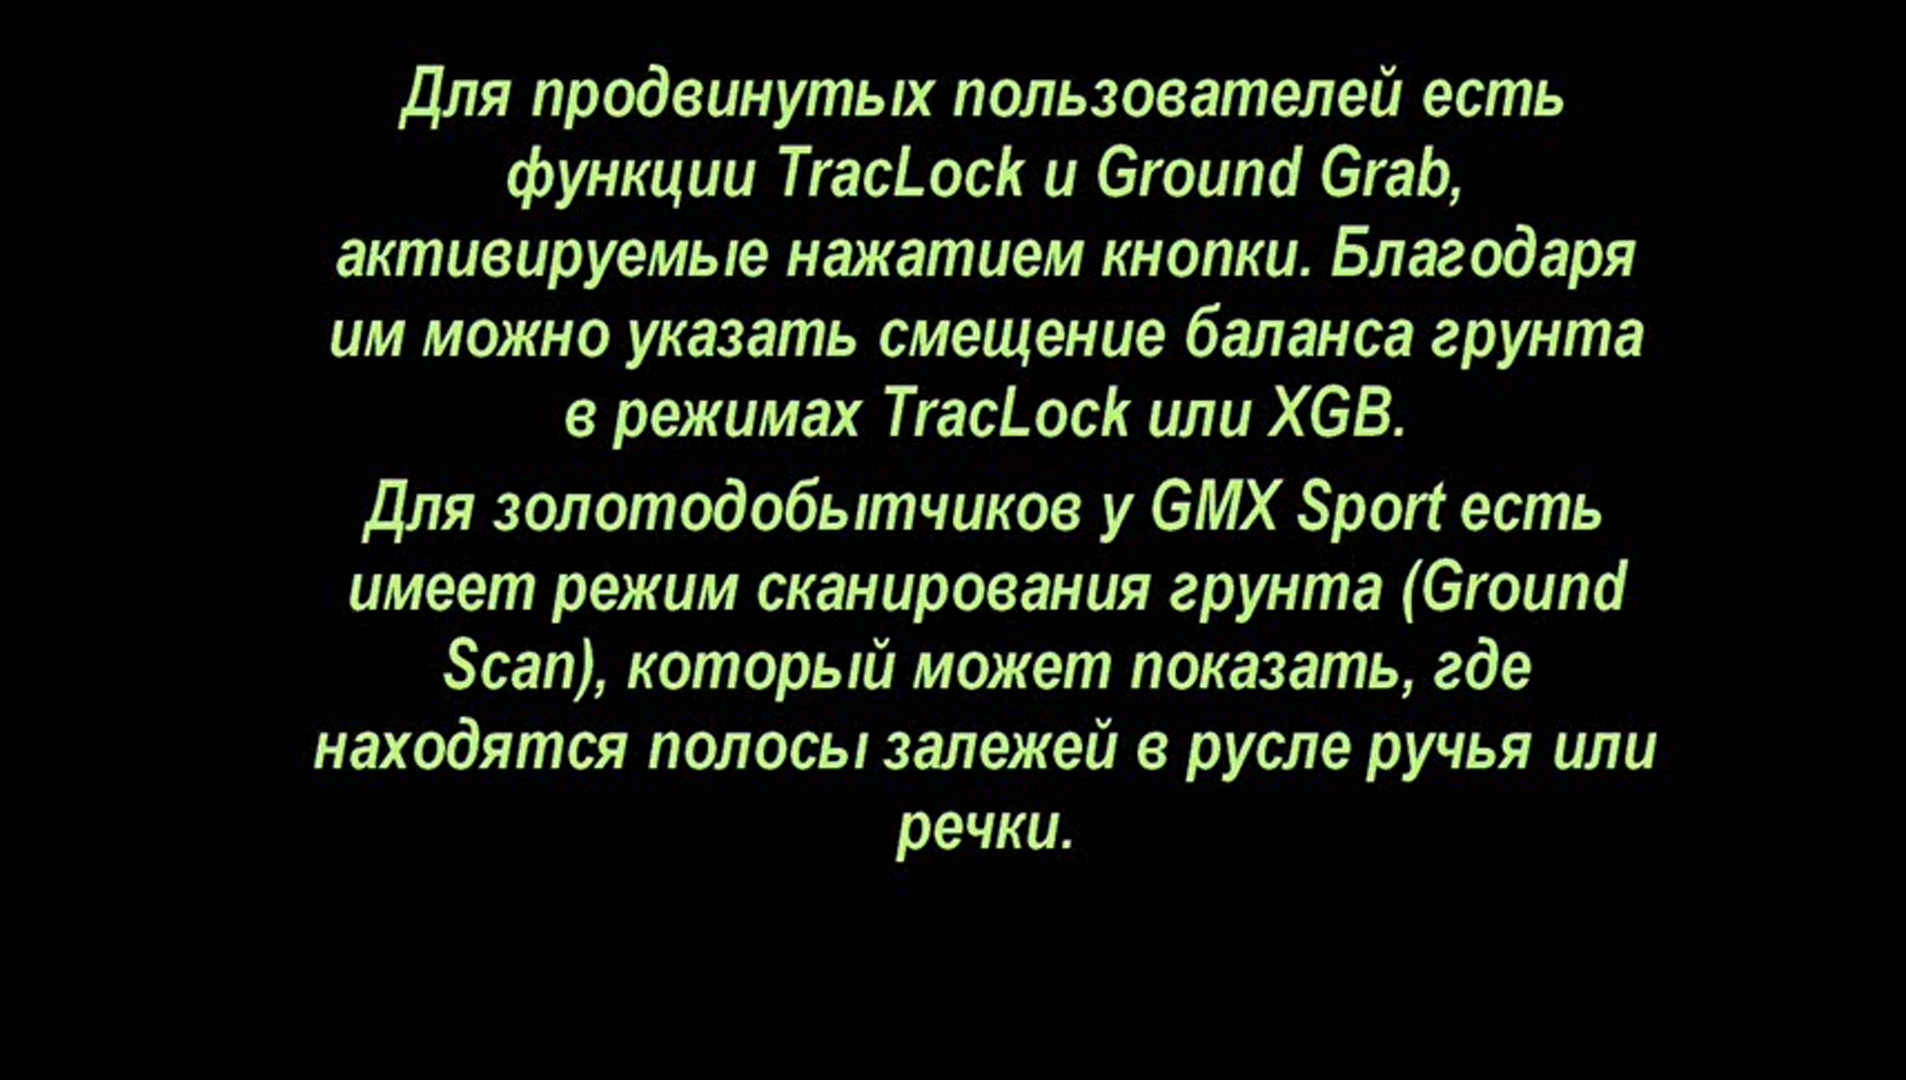 Для продвинутых пользователей есть
функции TracLock и Ground Grab,
активируемые нажатием кнопки. Благодаря
им можно указать смещение баланса грунта
в режимах TracLock или XGB.
Для золотодобытчиков у GMX Sport есть
имеет режим сканирования грунта (Ground
Scan), который может показать, где
находятся полосы залежей в русле ручья или
речки.